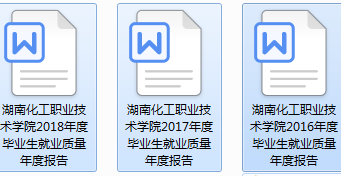 湖南化工职业技
术学院2018年度
毕业生就业质量
年度报告
湖南化工职业技
术学院2017年度
毕业生就业质量
年度报告
湖南化工职业技
术学院2016年度
毕业生就业质量
年度报告